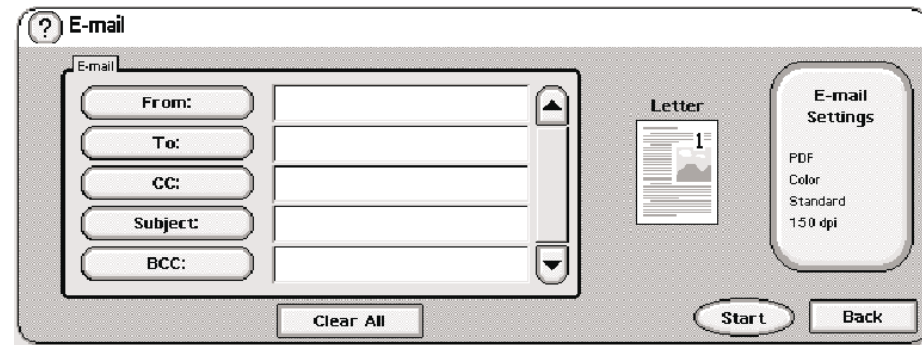 ? E-mail
E-mail
From:
To:
CC:
Subject:
BCC:
Clear All
Letter
1
E-mail
Settings
PDF
Color
Standard
150 dpi
Start
Back